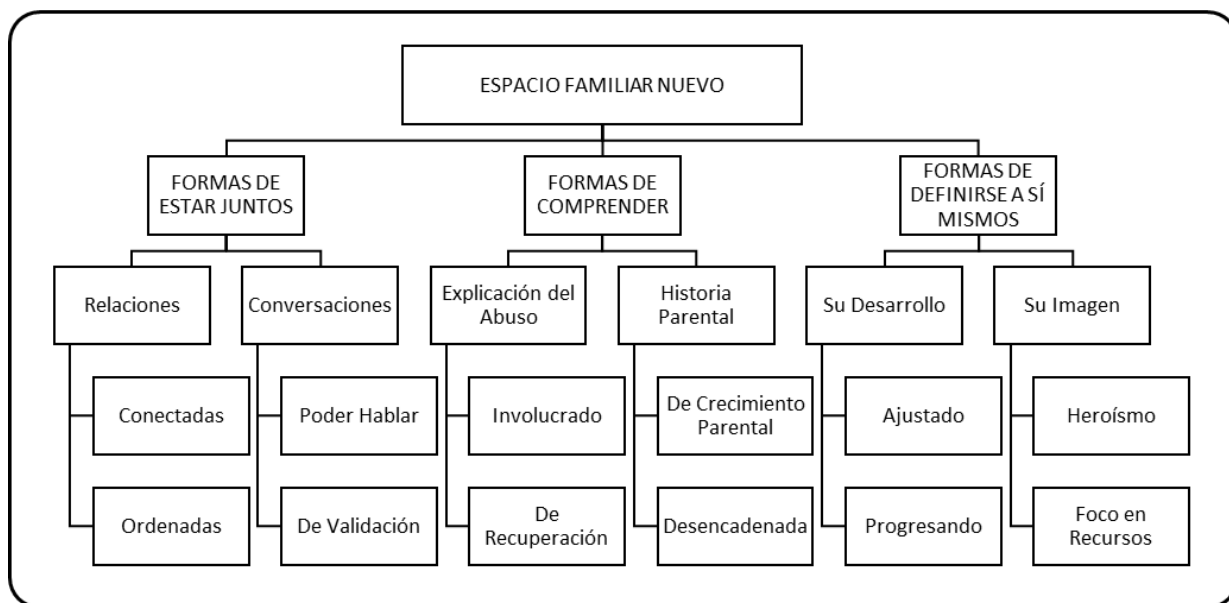 ESPACIO FAMILIAR NUEVO
FORMAS DE
ESTAR JUNTOS
FORMAS DE
COMPRENDER
FORMAS DE
DEFINIRSE A SÍ
MISMOS
Relaciones
Conversaciones
Explicación del
Abuso
Historia
Parental
Su Desarrollo
Su Imagen
Conectadas
Poder Hablar
Involucrado
De Crecimiento
Parental
Ajustado
Heroísmo
Ordenadas
De Validación
De
Recuperación
Desencadenada
Progresando
Foco en
Recursos